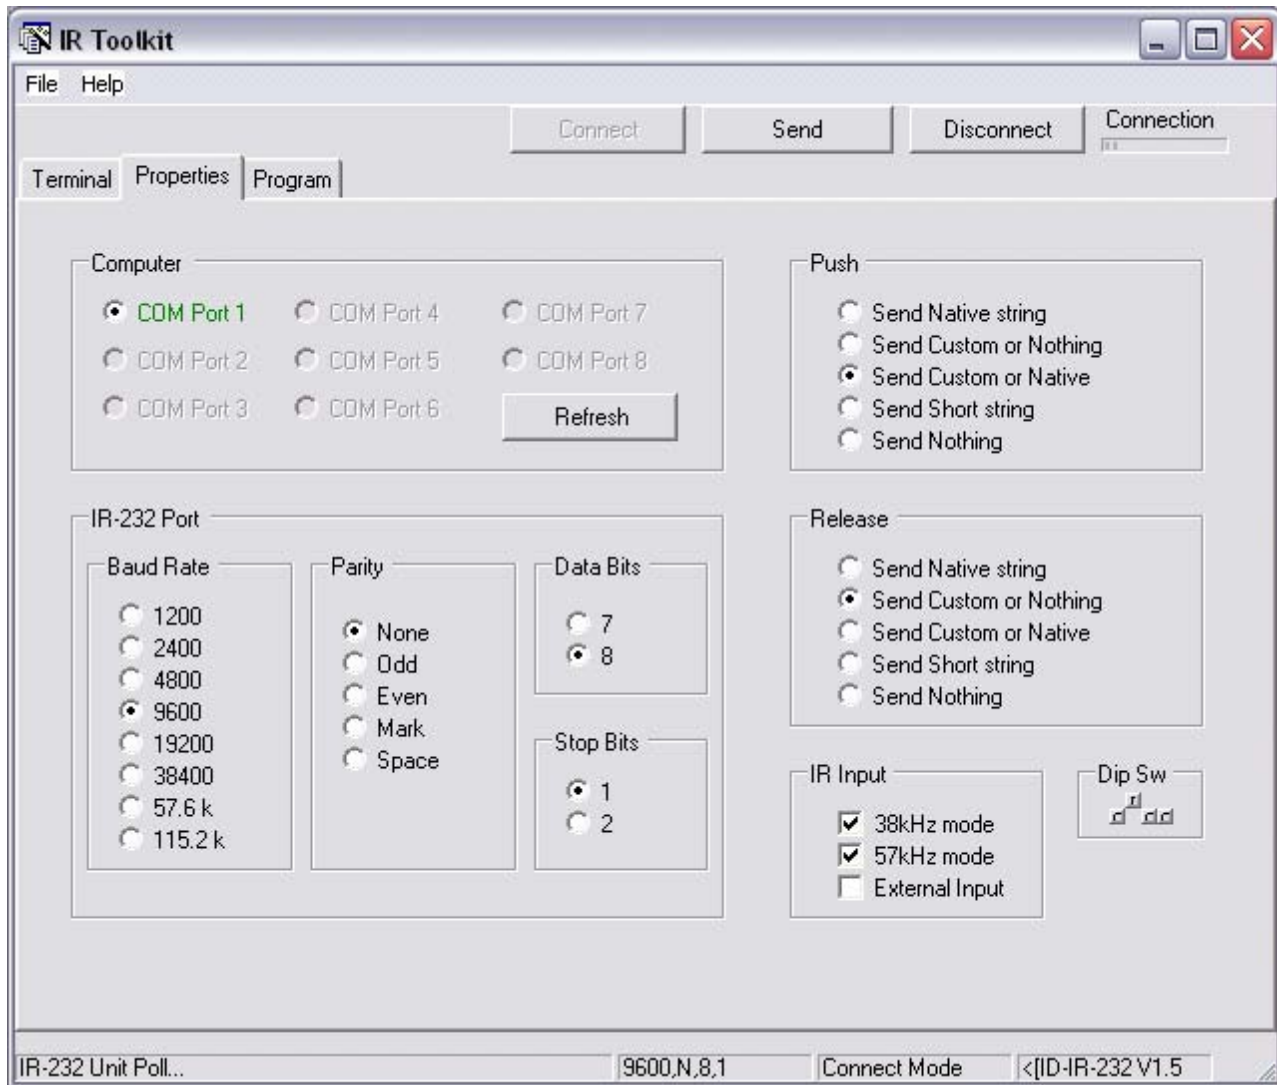 IR Toolkit
File Help
Connect Send Disconnect Connection
Terminal Properties Program
Computer
COM Port 1 COM Port 4 COM Port 7
COM Port 2 COM Port 5 COM Port 8
COM Port 3 COM Port 6 Refresh
Push
Send Native string
Send Custom or Nothing
Send Custom or Native
Send Short string
Send Nothing
IR-232 Port
Baud Rate
1200
2400
4800
9600
19200
38400
57.6 k
115.2 k
Parity
None
Odd
Even
Mark
Space
Data Bits
7
8
Stop Bits
1
2
Release
Send Native string
Send Custom or Nothing
Send Custom or Native
Send Short string
Send Nothing
IR Input
38kHz mode
57kHz mode
External Input
Dip Sw
IR-232 Unit Poll... 9600,N,8,1 Connect Mode <[ID-IR-232 V1.5